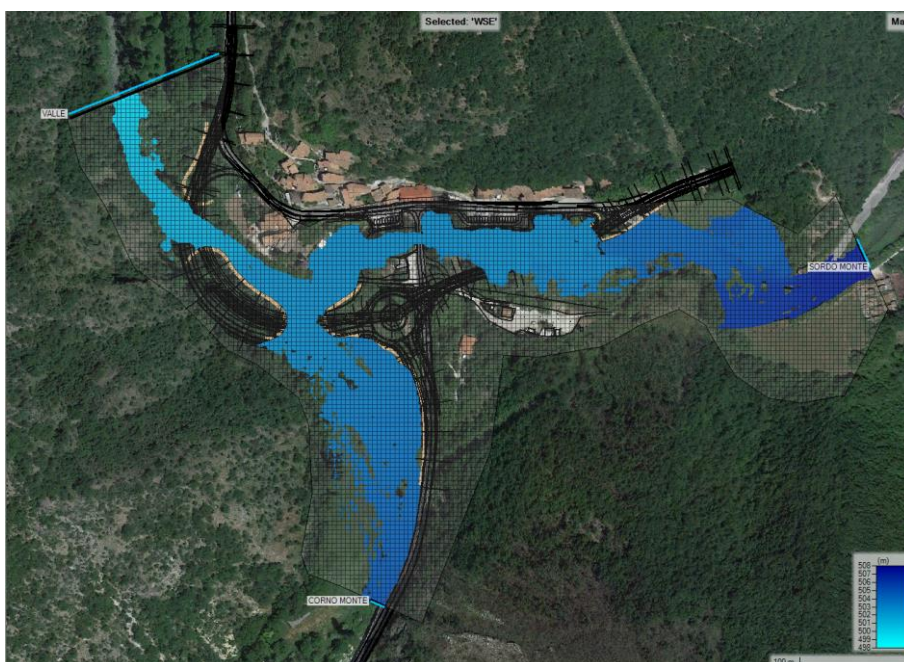 Selected: 'WSE'
Ma
VALLE
SORDO MONTE
CORNO MONTE
(m)
508
507
506
505
504
503
502
501
500
499
498
100 m